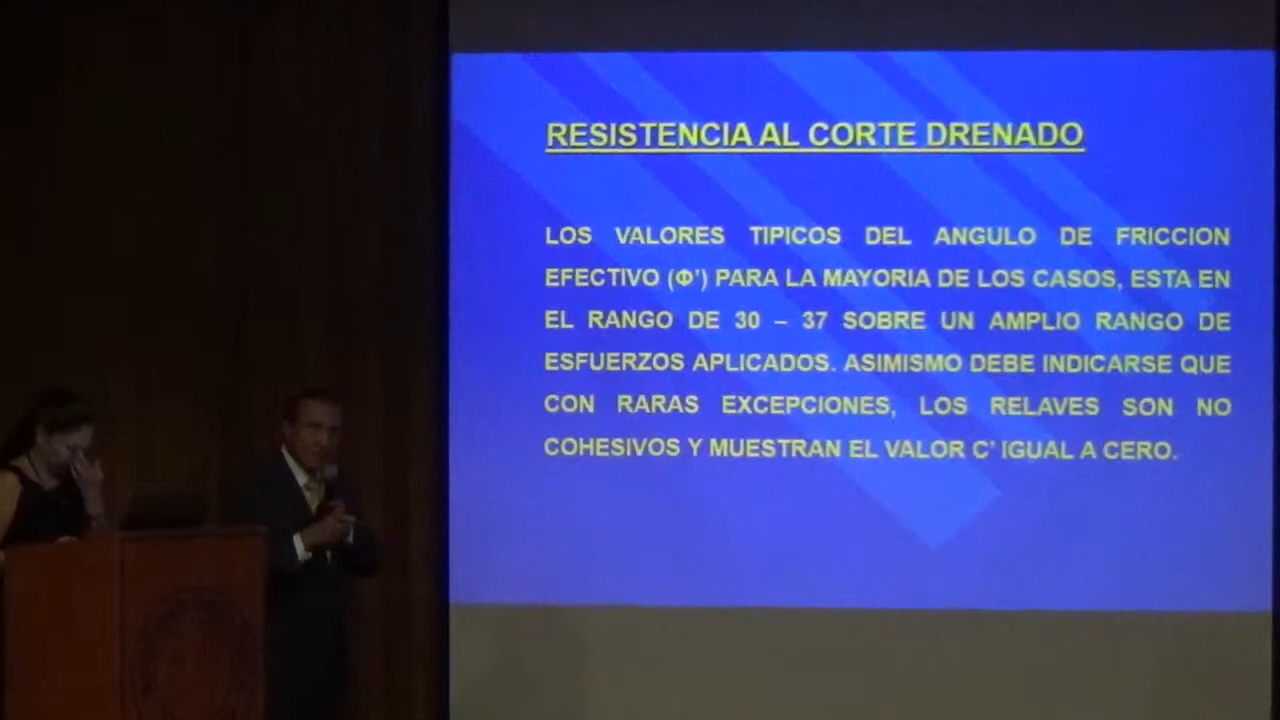 RESISTENCIA AL CORTE DRENADO
LOS VALORES TIPICOS DEL ANGULO DE FRICCION
EFECTIVO (Φ') PARA LA MAYORIA DE LOS CASOS, ESTA EN
EL RANGO DE 30 – 37 SOBRE UN AMPLIO RANGO DE
ESFUERZOS APLICADOS. ASIMISMO DEBE INDICARSE QUE
CON RARAS EXCEPCIONES, LOS RELAVES SON NO
COHESIVOS Y MUESTRAN EL VALOR C' IGUAL A CERO.